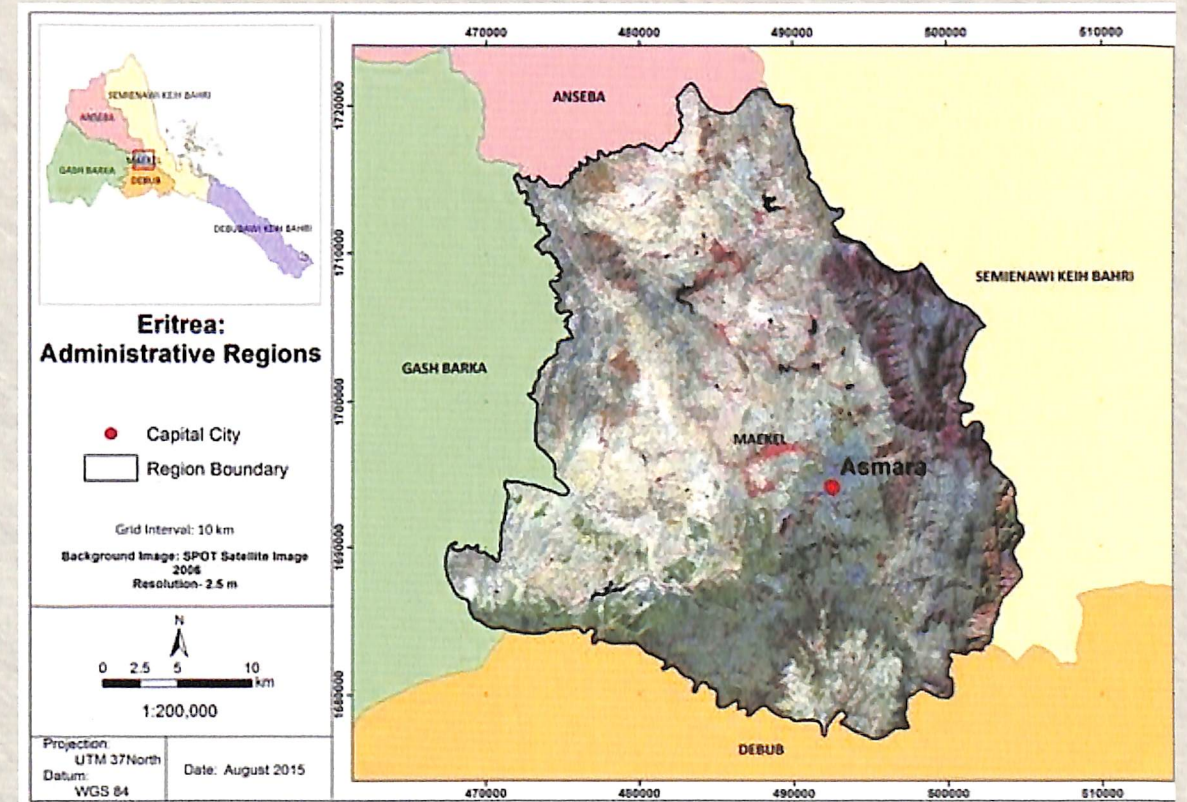 SEMIENAWI KEIH BAHRI
ANSEBA
MAEKEL
GASH BARKA
DEBUB
DEBUBAWI KEIH BAHRI
Eritrea:
Administrative Regions
Capital City
Region Boundary
Grid Interval: 10 km
Background Image: SPOT Satellite Image
2006
Resolution- 2.5 m
N
0 2.5 5 10
km
1:200,000
Projection:
UTM 37North
Datum:
WGS 84
Date: August 2015
470000 480000 490000 500000 510000
1720000
1710000
1700000
1690000
1680000
ANSEBA
SEMIENAWI KEIH BAHRI
GASH BARKA
MAEKEL
Asmara
DEBUB
470000 480000 490000 500000 510000